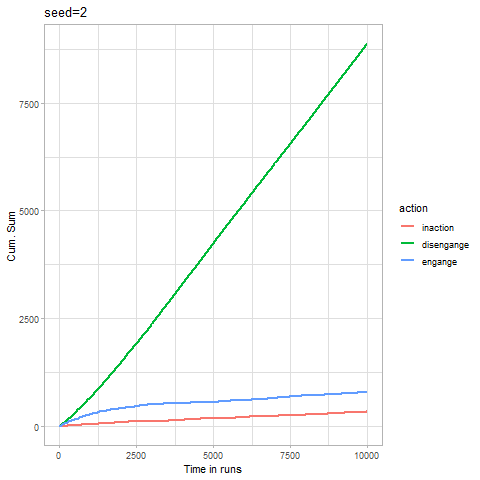 seed=2
Cum. Sum
7500
5000
2500
0
0
2500
5000
7500
10000
Time in runs
action
inaction
disengange
engange